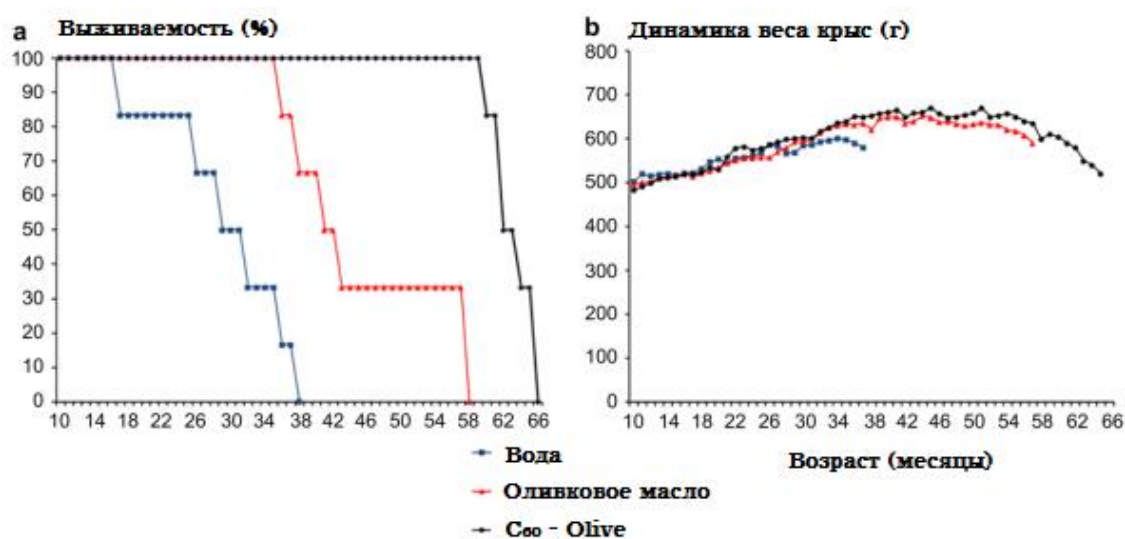 a Выживаемость (%)
100
90
80
70
60
50
40
30
20
10
0
10 14 18 22 26 30 34 38 42 46 50 54 58 62 66
b Динамика веса крыс (г)
800
700
600
500
400
300
200
100
0
10 14 18 22 26 30 34 38 42 46 50 54 58 62 66
Возраст (месяцы)
Вода
Оливковое масло
C₆₀ - Olive